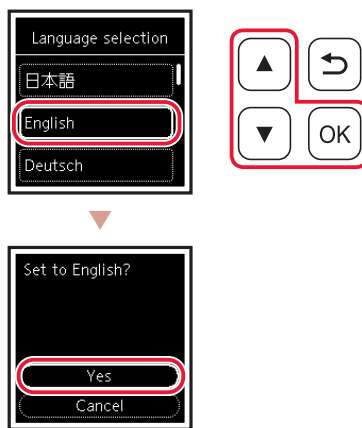 Language selection
日本語
English
Deutsch
OK
Set to English?
Yes
Cancel